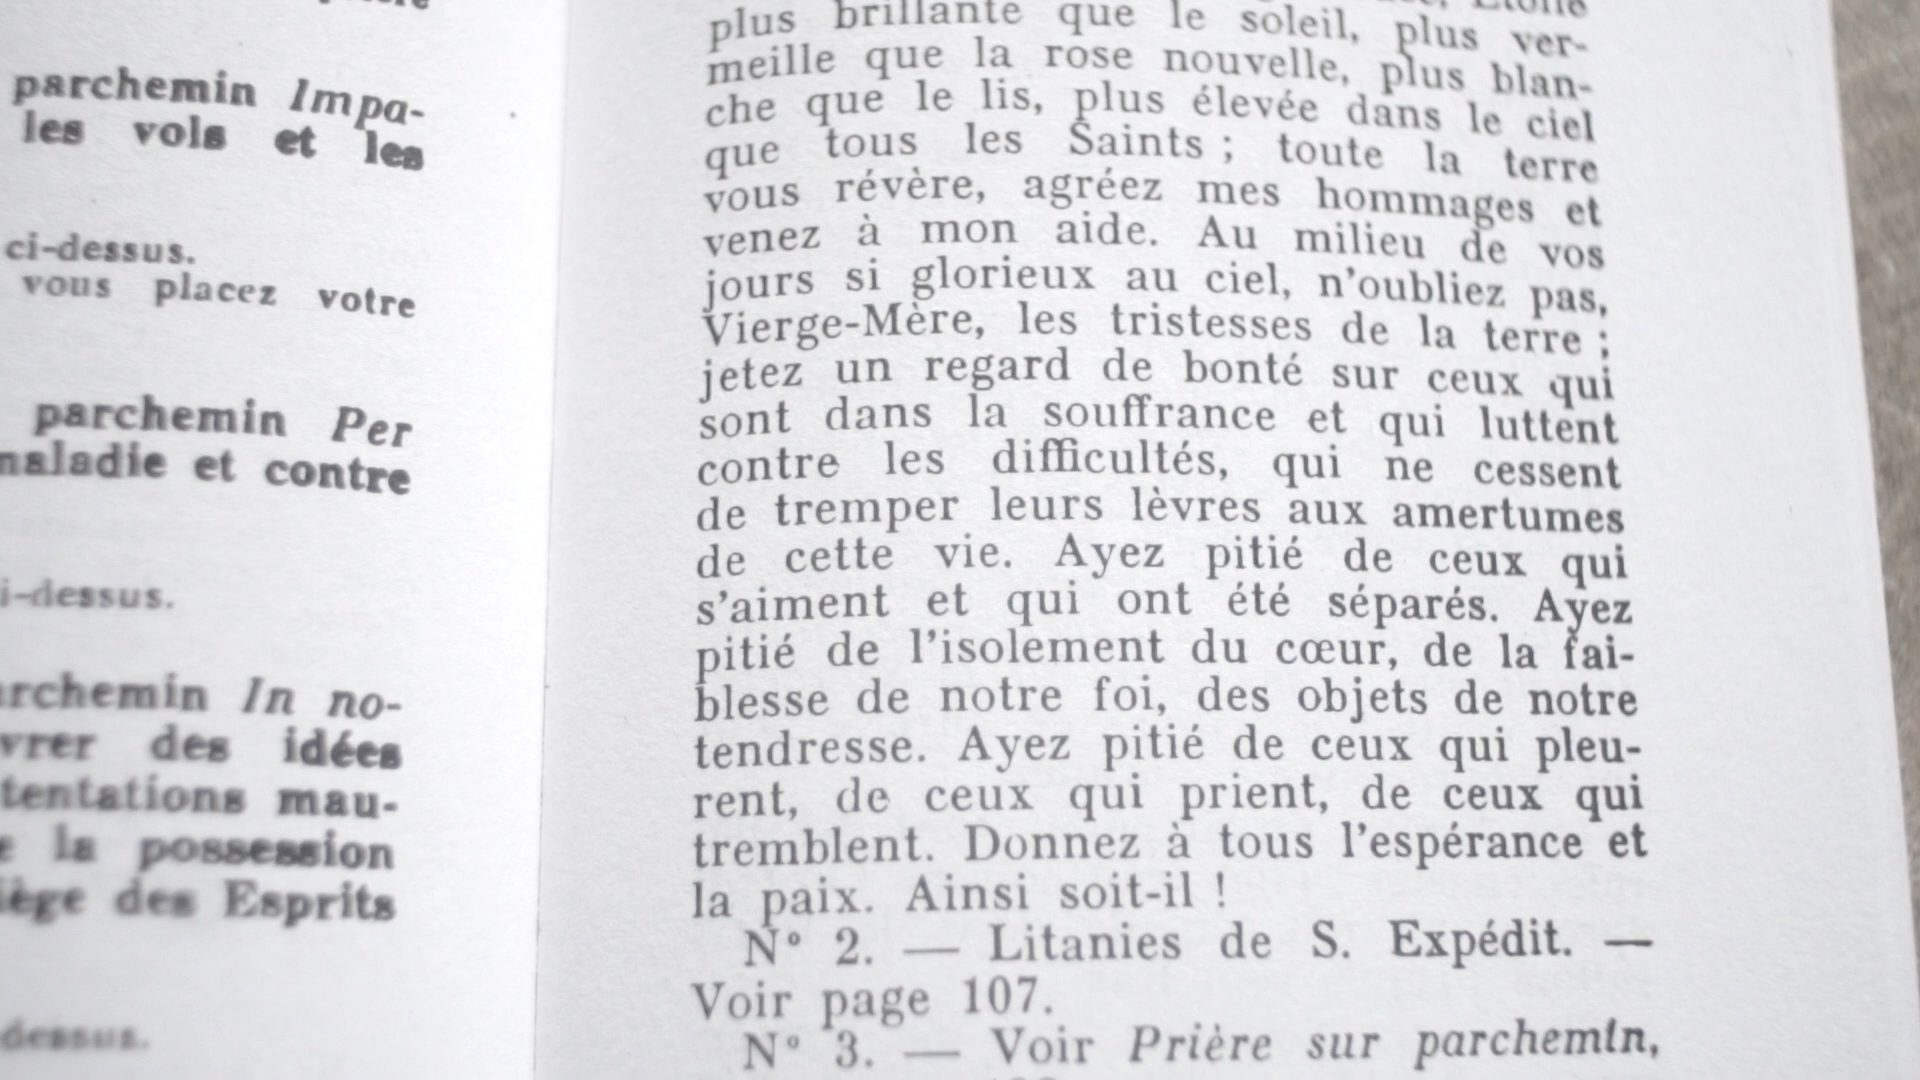 parchemin Impa-
les vols et les
ci-dessus.
vous placez votre
parchemin Per
maladie et contre
i-dessus.
rchemin In no-
vrer des idées
tentations mau-
la possession
iège des Esprits
dessus.
plus brillante que le soleil, plus ver-
meille que la rose nouvelle, plus blan-
che que le lis, plus élevée dans le ciel
que tous les Saints ; toute la terre
vous révère, agréez mes hommages et
venez à mon aide. Au milieu de vos
jours si glorieux au ciel, n'oubliez pas,
Vierge-Mère, les tristesses de la terre ;
jetez un regard de bonté sur ceux qui
sont dans la souffrance et qui luttent
contre les difficultés, qui ne cessent
de tremper leurs lèvres aux amertumes
de cette vie. Ayez pitié de ceux qui
s'aiment et qui ont été séparés. Ayez
pitié de l'isolement du cœur, de la fai-
blesse de notre foi, des objets de notre
tendresse. Ayez pitié de ceux qui pleu-
rent, de ceux qui prient, de ceux qui
tremblent. Donnez à tous l'espérance et
la paix. Ainsi soit-il !
N° 2. — Litanies de S. Expédit. —
Voir page 107.
N° 3. — Voir Prière sur parchemin,